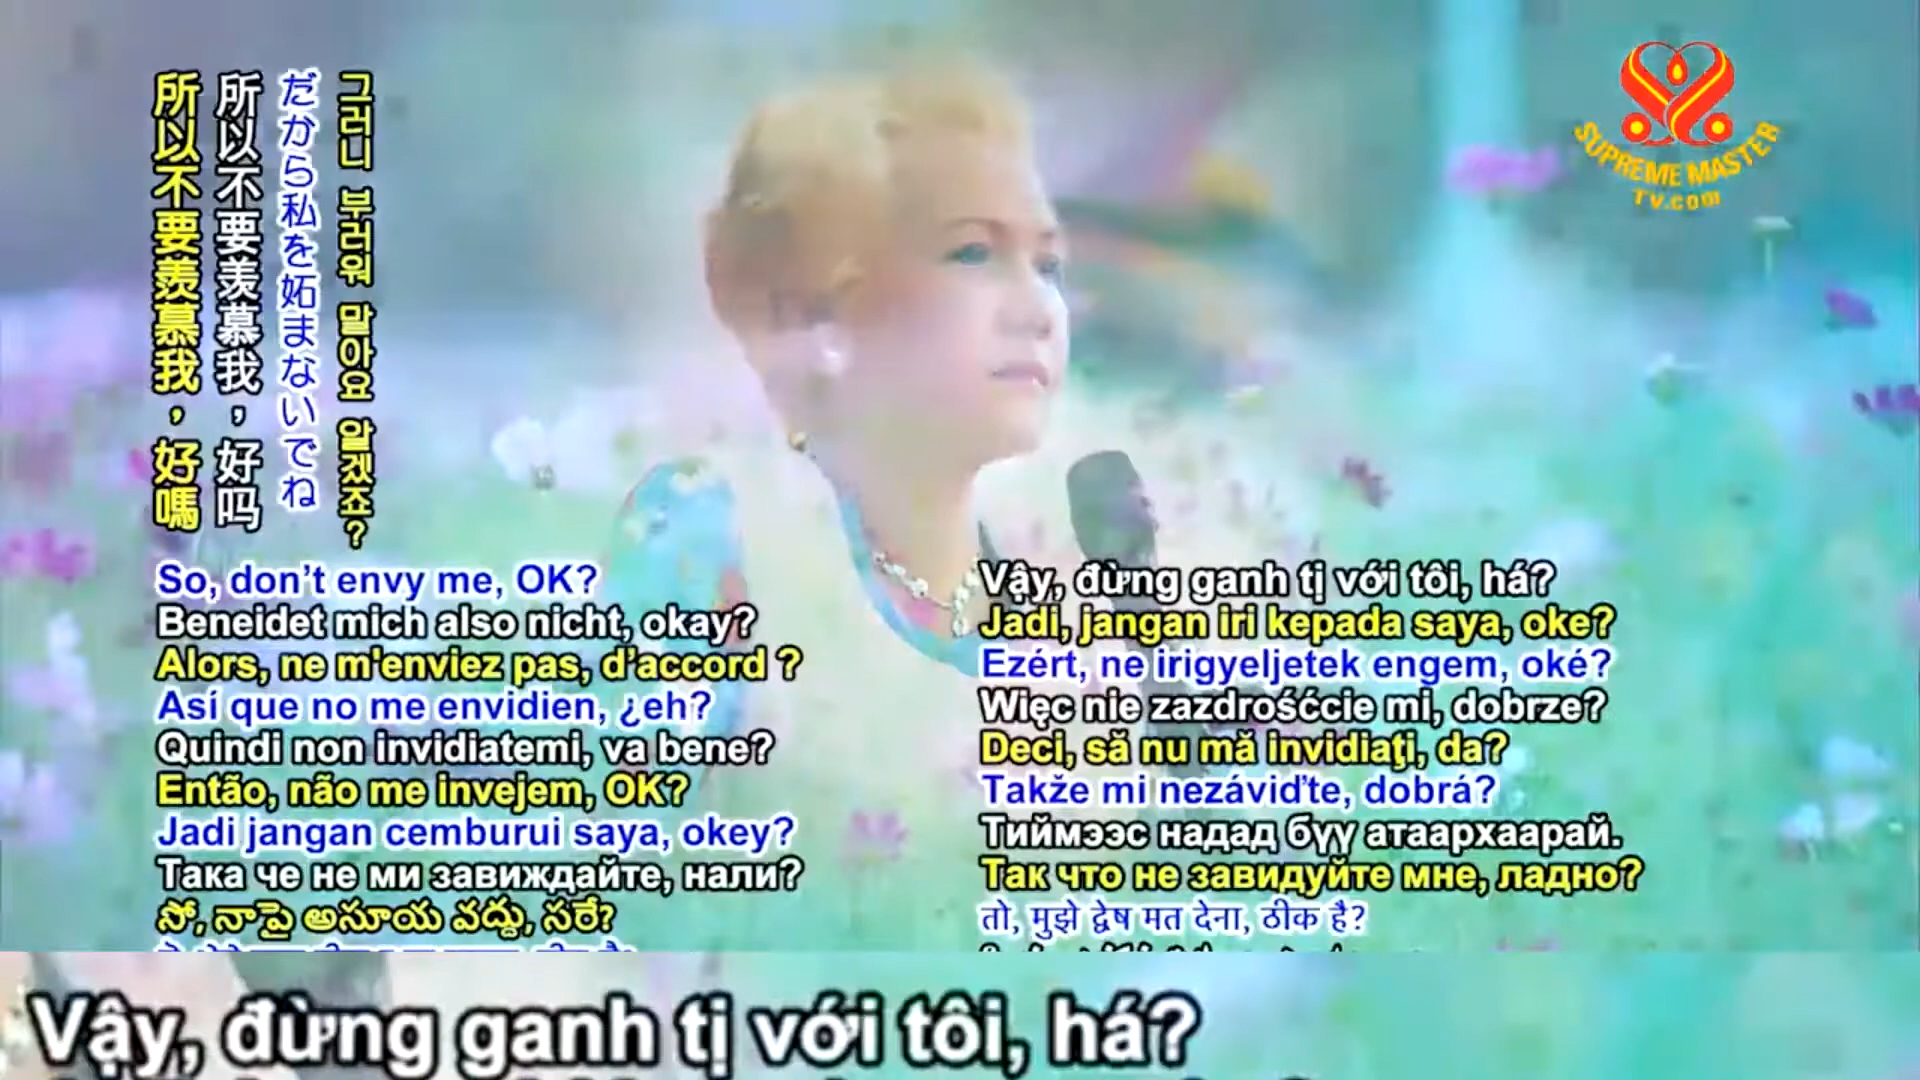 所以不要羨慕我，好嗎
所以不要羡慕我，好吗
だから私を妬まないでね
그러니 부러워 말아요 알겠죠?
SUPREME MASTER
TV.com
So, don't envy me, OK?
Beneidet mich also nicht, okay?
Alors, ne m'enviez pas, d'accord ?
Así que no me envidien, ¿eh?
Quindi non invidiatemi, va bene?
Então, não me invejem, OK?
Jadi jangan cemburui saya, okey?
Така че не ми завиждайте, нали?
సో, నాపై అసూయ వద్దు, సరే?
Vậy, đừng ganh tị với tôi, há?
Jadi, jangan iri kepada saya, oke?
Ezért, ne irigyeljetek engem, oké?
Więc nie zazdrośćcie mi, dobrze?
Deci, să nu mă invidiaţi, da?
Takže mi nezáviďte, dobrá?
Тиймээс надад бүү атаархаарай.
Так что не завидуйте мне, ладно?
तो, मुझे द्वेष मत देना, ठीक है?
Vậy, đừng ganh tị với tôi, há?